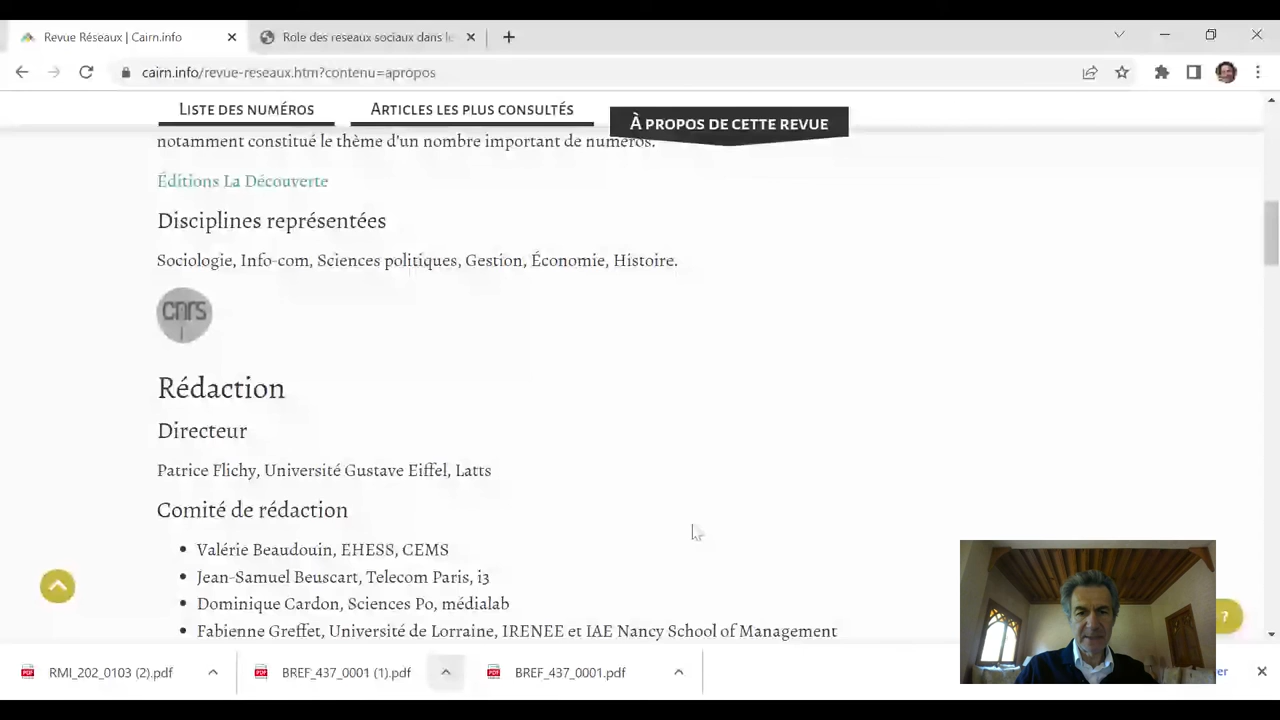 Revue Réseaux | Cairn.info
Role des reseaux sociaux dans le
cairn.info/revue-reseaux.htm?contenu=apropos
LISTE DES NUMÉROS
ARTICLES LES PLUS CONSULTÉS
À PROPOS DE CETTE REVUE
notamment constitué le thème d'un nombre important de numéros.
Éditions La Découverte
Disciplines représentées
Sociologie, Info-com, Sciences politiques, Gestion, Économie, Histoire.
cnrs
Rédaction
Directeur
Patrice Flichy, Université Gustave Eiffel, Latts
Comité de rédaction
• Valérie Beaudouin, EHESS, CEMS
• Jean-Samuel Beuscart, Telecom Paris, i3
• Dominique Cardon, Sciences Po, médialab
• Fabienne Greffet, Université de Lorraine, IRENEE et IAE Nancy School of Management
?
RMI_202_0103 (2).pdf
BREF_437_0001 (1).pdf
BREF_437_0001.pdf